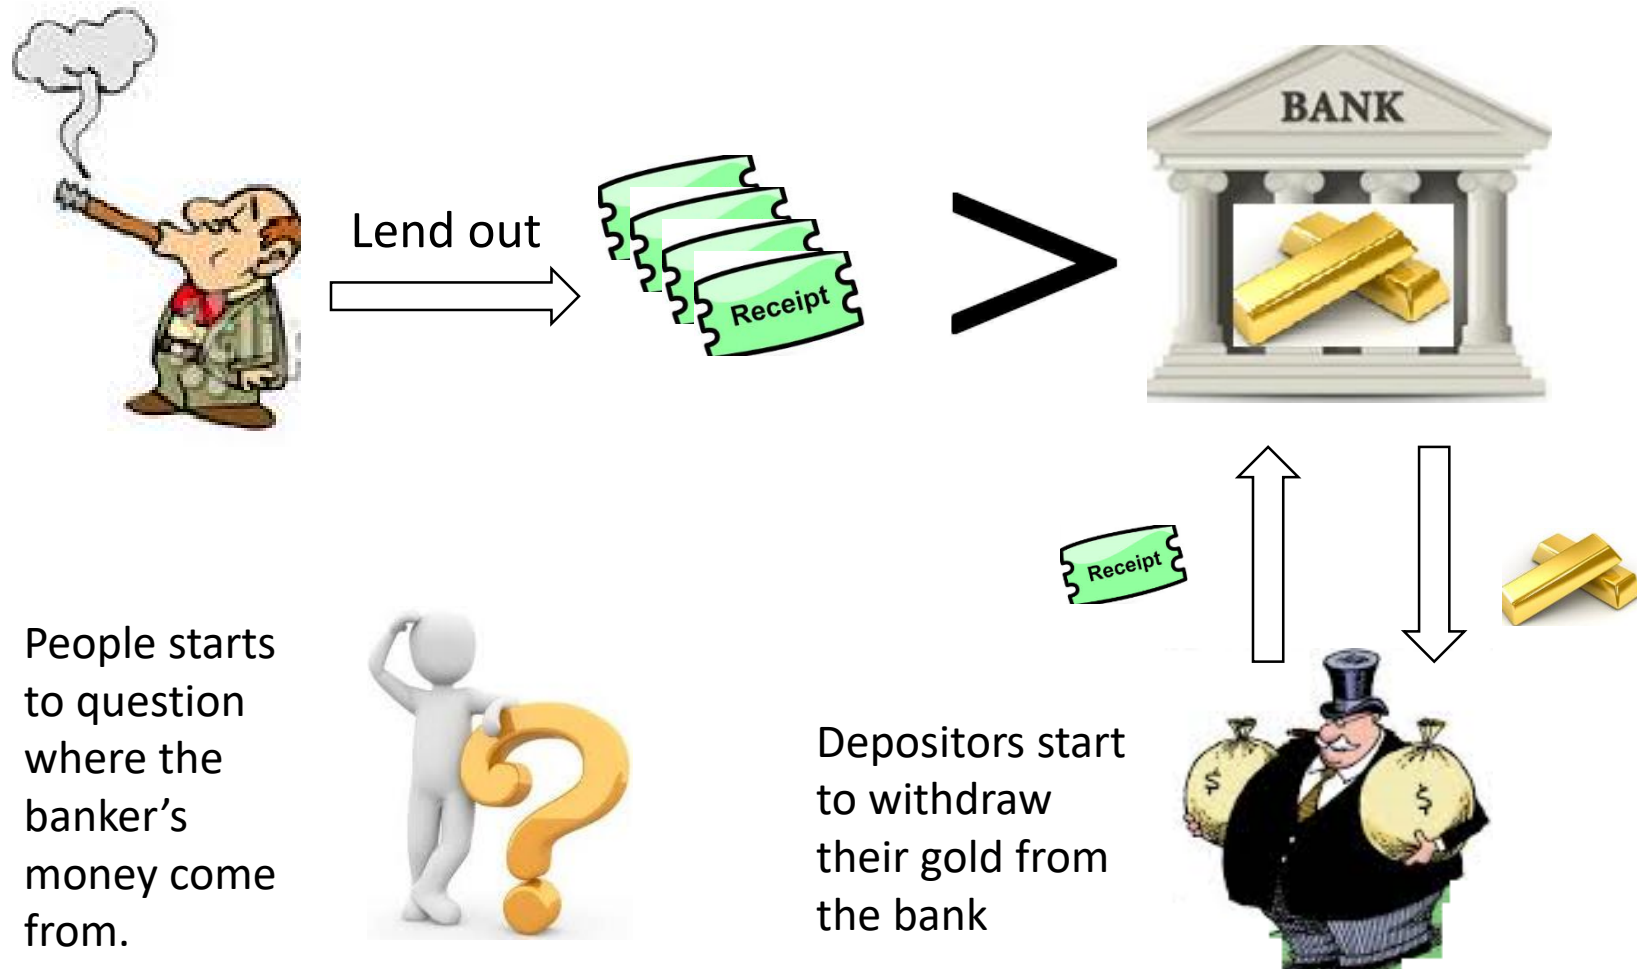 BANK
Lend out
Receipt
Receipt
People starts
to question
where the
banker’s
money come
from.
Depositors start
to withdraw
their gold from
the bank
$
$